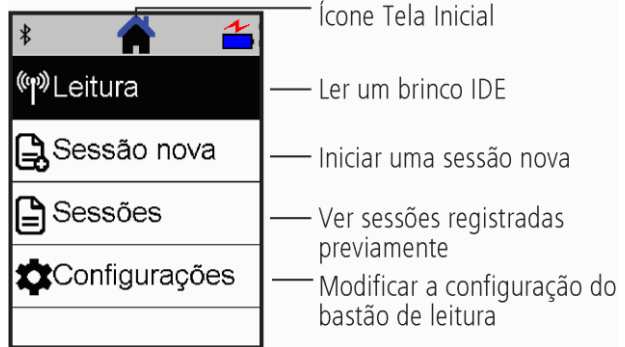 Ícone Tela Inicial
Leitura
Ler um brinco IDE
Sessão nova
Iniciar uma sessão nova
Sessões
Ver sessões registradas
previamente
Configurações
Modificar a configuração do
bastão de leitura